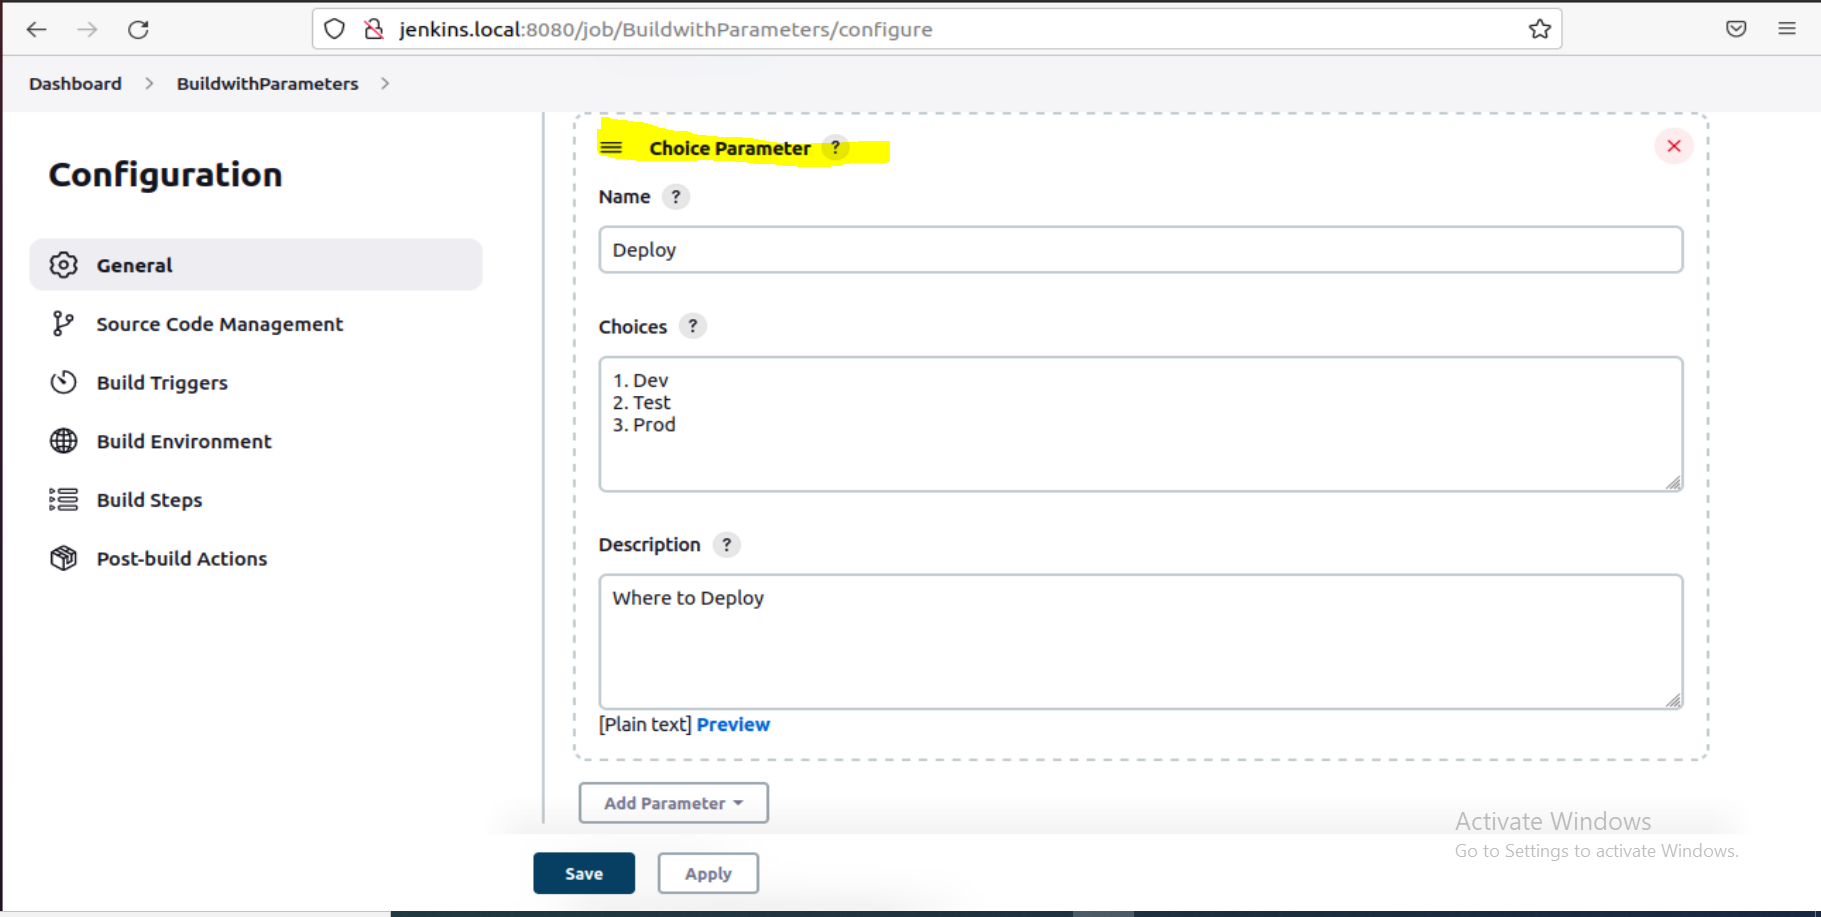 jenkins.local:8080/job/BuildwithParameters/configure
Dashboard > BuildwithParameters >
Configuration
General
Source Code Management
Build Triggers
Build Environment
Build Steps
Post-build Actions
Choice Parameter ?
Name ?
Deploy
Choices ?
1. Dev
2. Test
3. Prod
Description ?
Where to Deploy
[Plain text] Preview
Add Parameter
Save Apply
Activate Windows
Go to Settings to activate Windows.